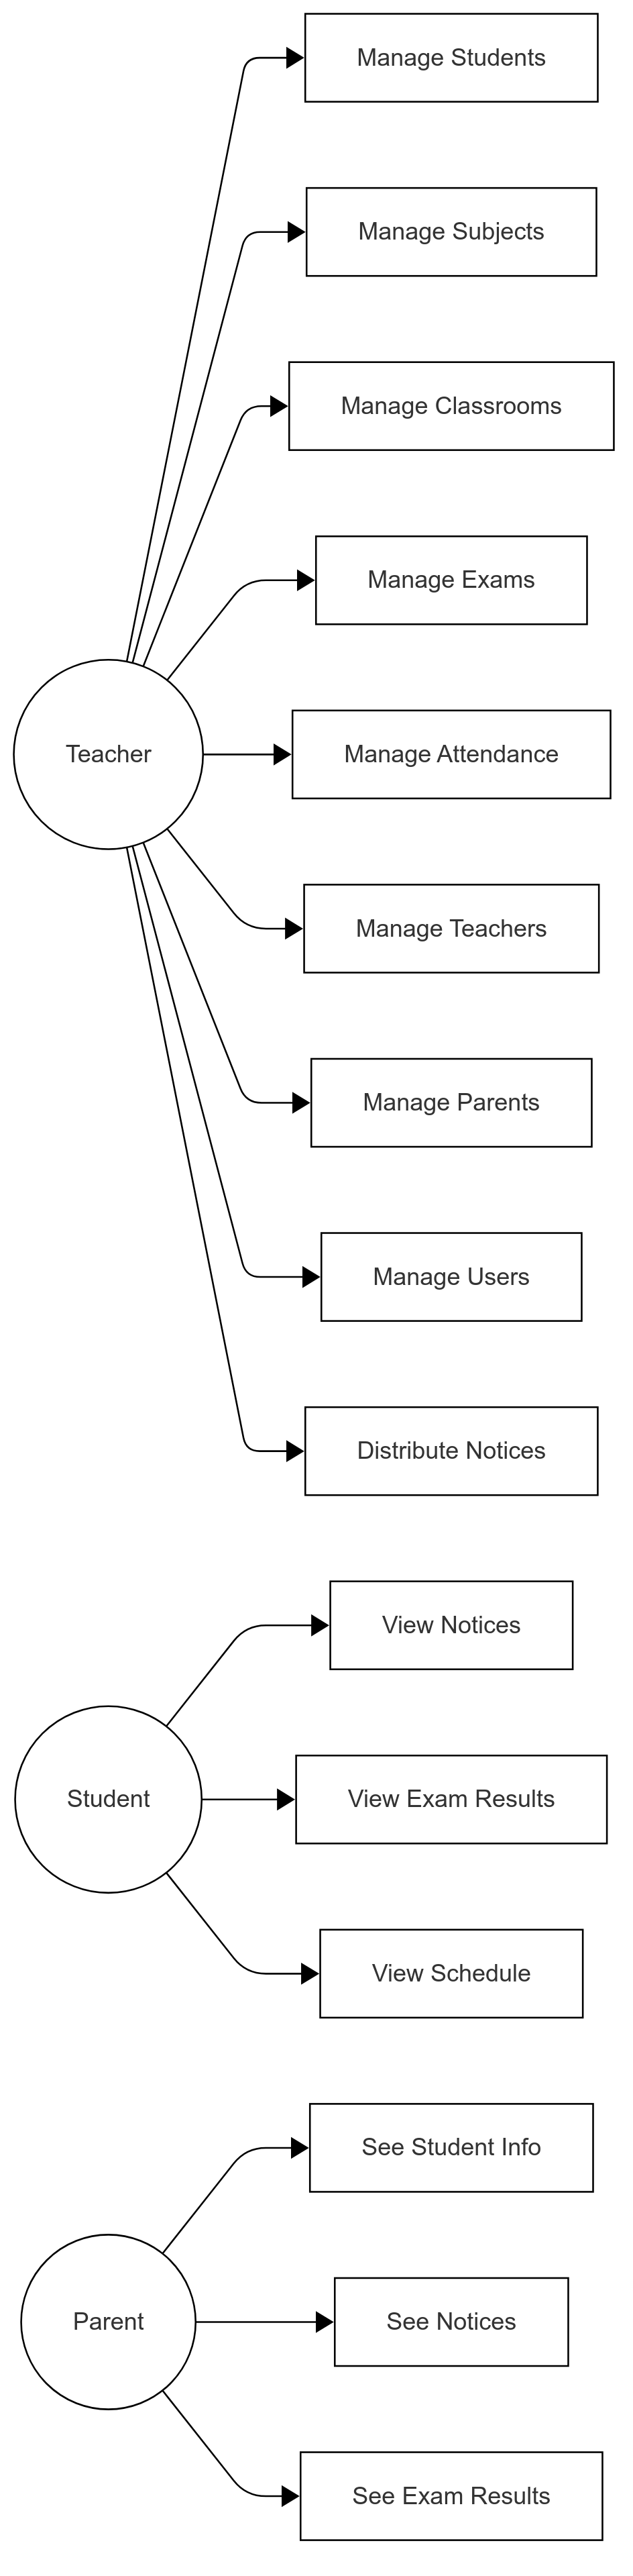 Manage Students
Manage Subjects
Manage Classrooms
Manage Exams
Teacher
Manage Attendance
Manage Teachers
Manage Parents
Manage Users
Distribute Notices
View Notices
Student
View Exam Results
View Schedule
See Student Info
Parent
See Notices
See Exam Results